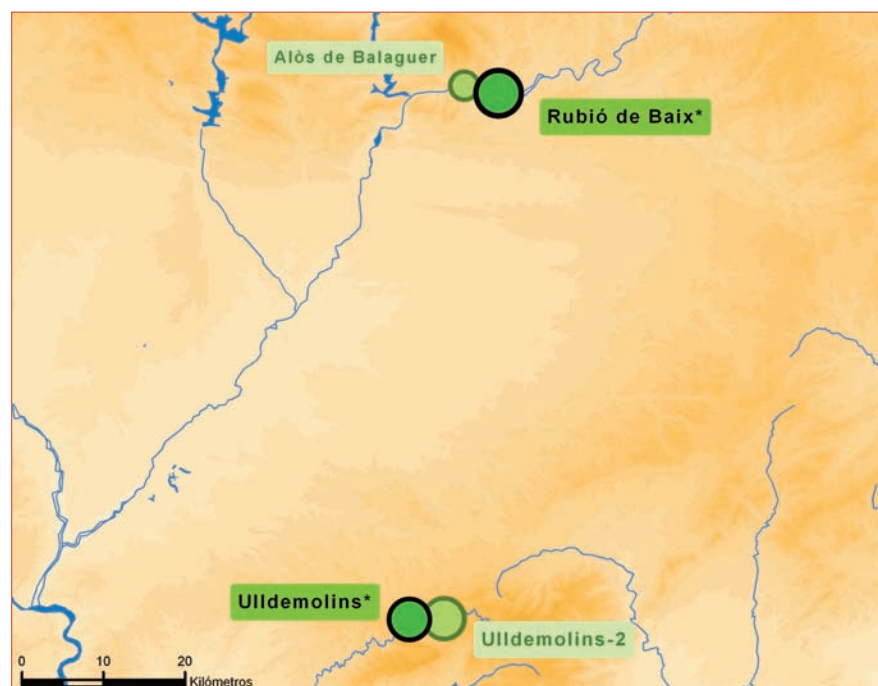 Alòs de Balaguer
Rubió de Baix*
Ulldemolins*
Ulldemolins-2
0 10 20
Kilómetros